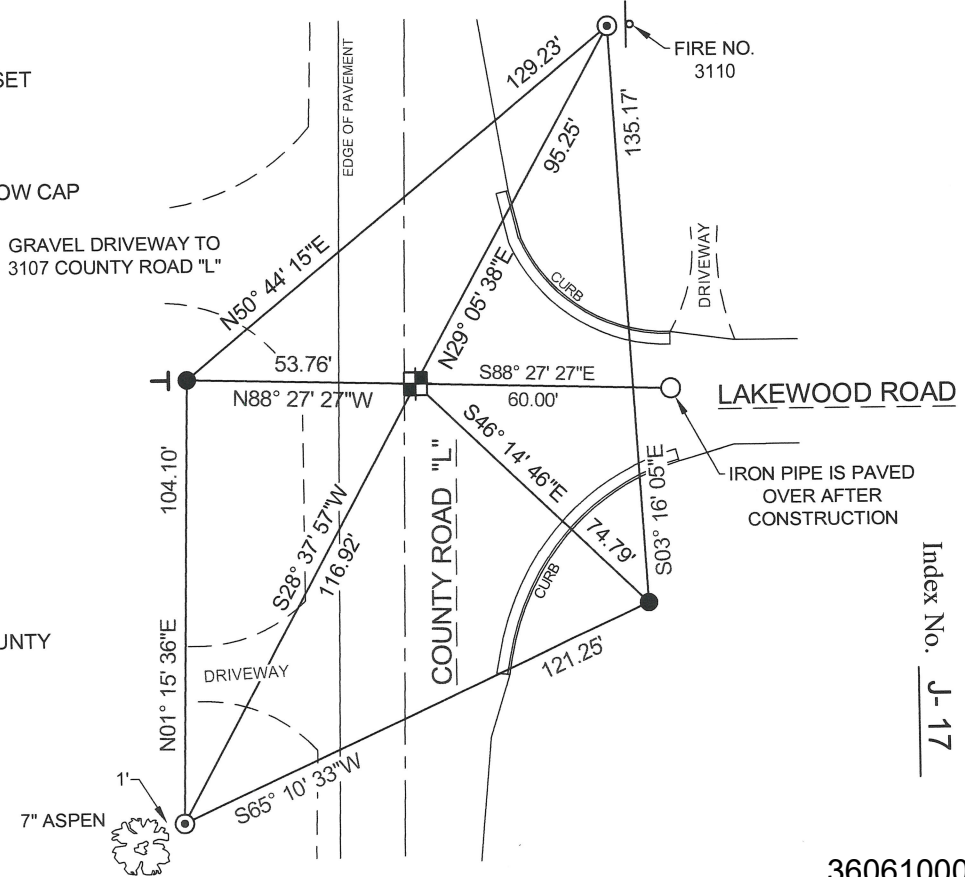 SET
OW CAP
GRAVEL DRIVEWAY TO
3107 COUNTY ROAD "L"
UNTY
EDGE OF PAVEMENT
129.23'
FIRE NO.
3110
95.25'
135.17'
N50° 44' 15"E
N29° 05' 38"E
CURB
DRIVEWAY
53.76'
N88° 27' 27"W
S88° 27' 27"E
60.00'
LAKEWOOD ROAD
IRON PIPE IS PAVED
OVER AFTER
CONSTRUCTION
104.10'
N01° 15' 36"E
S28° 37' 57"W
116.92'
COUNTY ROAD "L"
S46° 14' 46"E
74.79'
S03° 16' 05"E
CURB
121.25'
S65° 10' 33"W
DRIVEWAY
1'
7" ASPEN
Index No. J-17
36061000